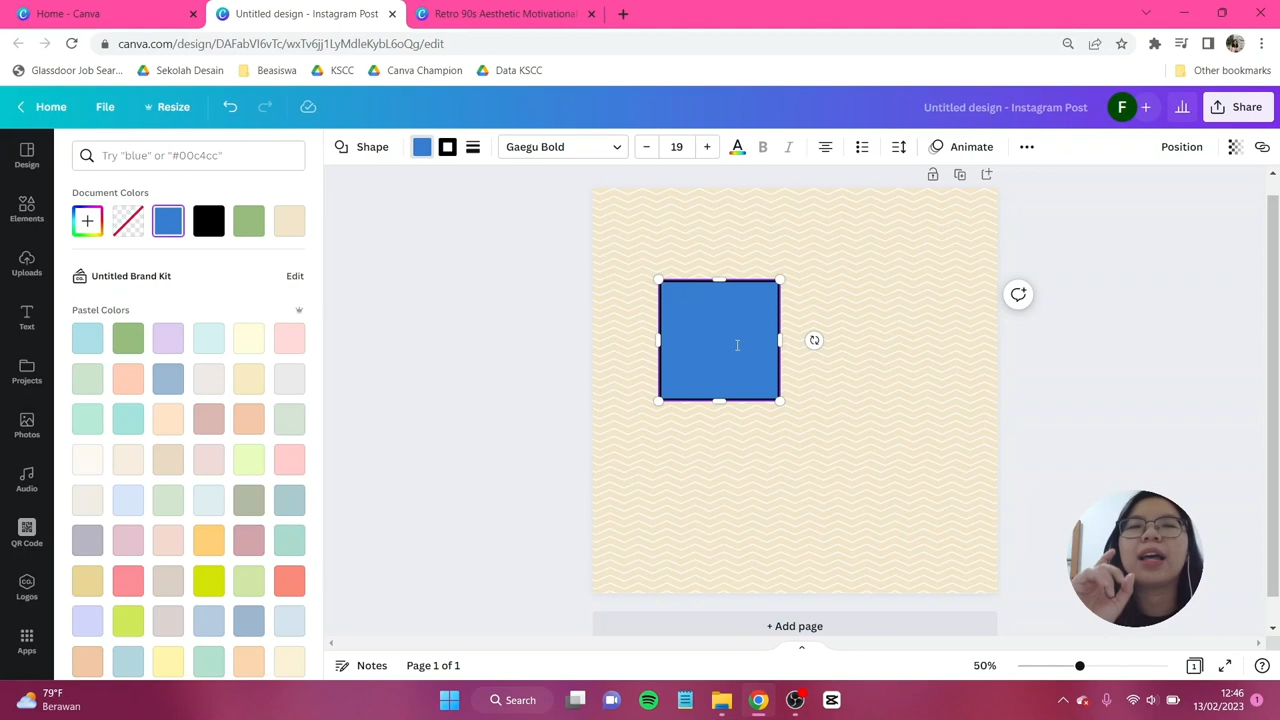 Home - Canva
Untitled design - Instagram Post
Retro 90s Aesthetic Motivational
canva.com/design/DAFabVI6vTc/wxTv6jj1LyMdleKybL6oQg/edit
Glassdoor Job Sear...
Sekolah Desain
Beasiswa
KSCC
Canva Champion
Data KSCC
Other bookmarks
Home
File
Resize
Untitled design - Instagram Post
F
Share
Design
Elements
Uploads
Text
Projects
Photos
Audio
QR Code
Logos
Apps
Try "blue" or "#00c4cc"
Document Colors
Untitled Brand Kit
Edit
Pastel Colors
Shape
Gaegu Bold
19
A
B
I
Animate
Position
+ Add page
Notes
Page 1 of 1
50%
1
79°F
Berawan
Search
12:46
13/02/2023
1